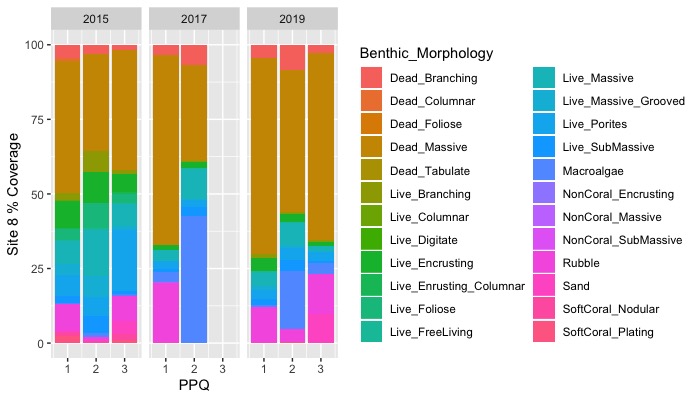 2015 2017 2019
Site 8 % Coverage
100
75
50
25
0
1 2 3 1 2 3 1 2 3
PPQ
Benthic_Morphology
Dead_Branching
Dead_Columnar
Dead_Foliose
Dead_Massive
Dead_Tabulate
Live_Branching
Live_Columnar
Live_Digitate
Live_Encrusting
Live_Enrusting_Columnar
Live_Foliose
Live_FreeLiving
Live_Massive
Live_Massive_Grooved
Live_Porites
Live_SubMassive
Macroalgae
NonCoral_Encrusting
NonCoral_Massive
NonCoral_SubMassive
Rubble
Sand
SoftCoral_Nodular
SoftCoral_Plating